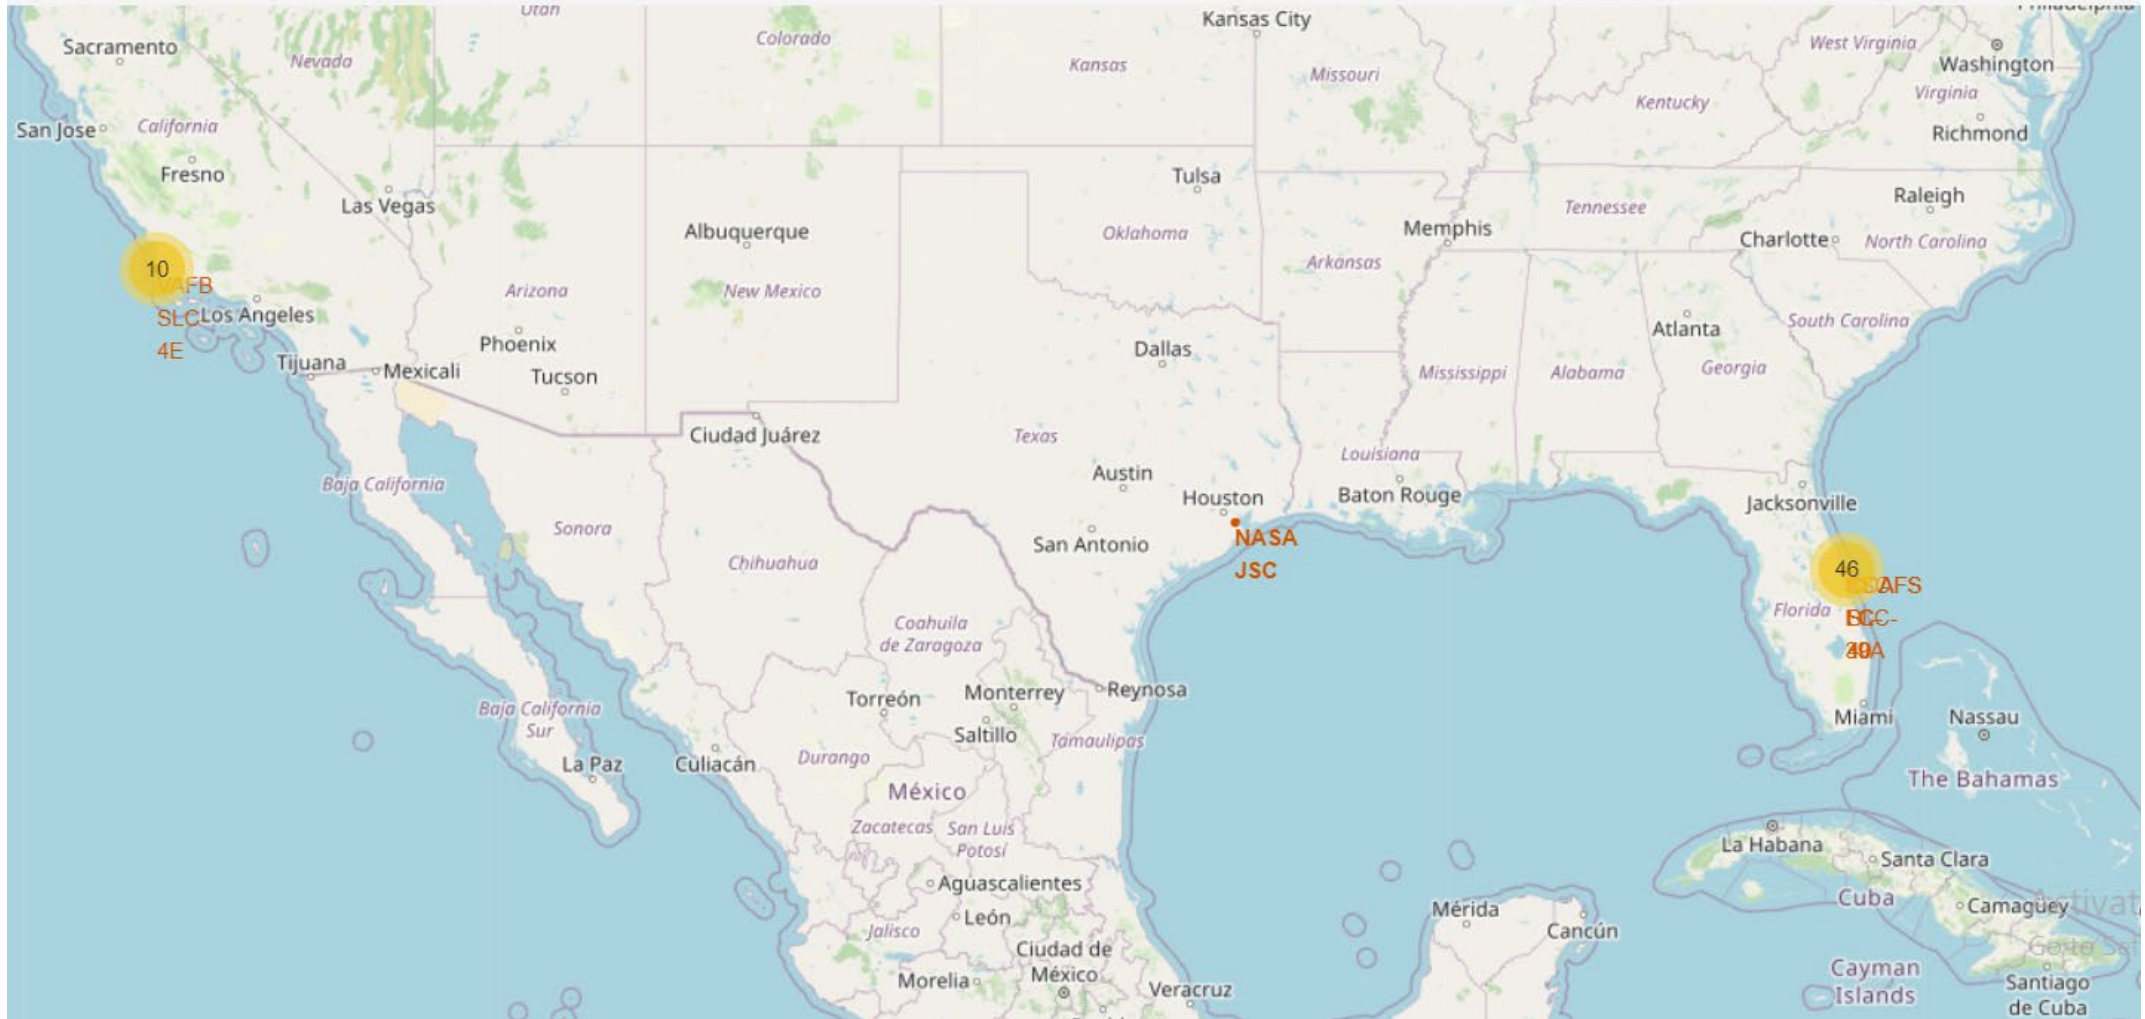 Utah
Kansas City
Sacramento
Nevada
Colorado
Kansas
Missouri
West Virginia
Washington
Kentucky
Virginia
San Jose
California
Richmond
Fresno
Tulsa
Las Vegas
Raleigh
Tennessee
Albuquerque
Oklahoma
Memphis
Charlotte
North Carolina
Arkansas
10
VAFB
SLC-
4E
Arizona
New Mexico
Los Angeles
South Carolina
Atlanta
Phoenix
Dallas
Tijuana
Mexicali
Tucson
Mississippi
Alabama
Georgia
Ciudad Juárez
Texas
Louisiana
Austin
Baja California
Houston
Baton Rouge
Jacksonville
Sonora
NASA
JSC
San Antonio
Chihuahua
46
Florida
Coahuila
de Zaragoza
Torreón
Monterrey
Reynosa
Baja California
Sur
Saltillo
Tamaulipas
Miami
Nassau
La Paz
Culiacán
Durango
México
The Bahamas
Zacatecas
San Luis
Potosí
La Habana
Santa Clara
Aguascalientes
León
Cuba
Camagüey
Mérida
Cancún
Jalisco
Ciudad de
México
Morelia
Veracruz
Cayman
Islands
Santiago
de Cuba